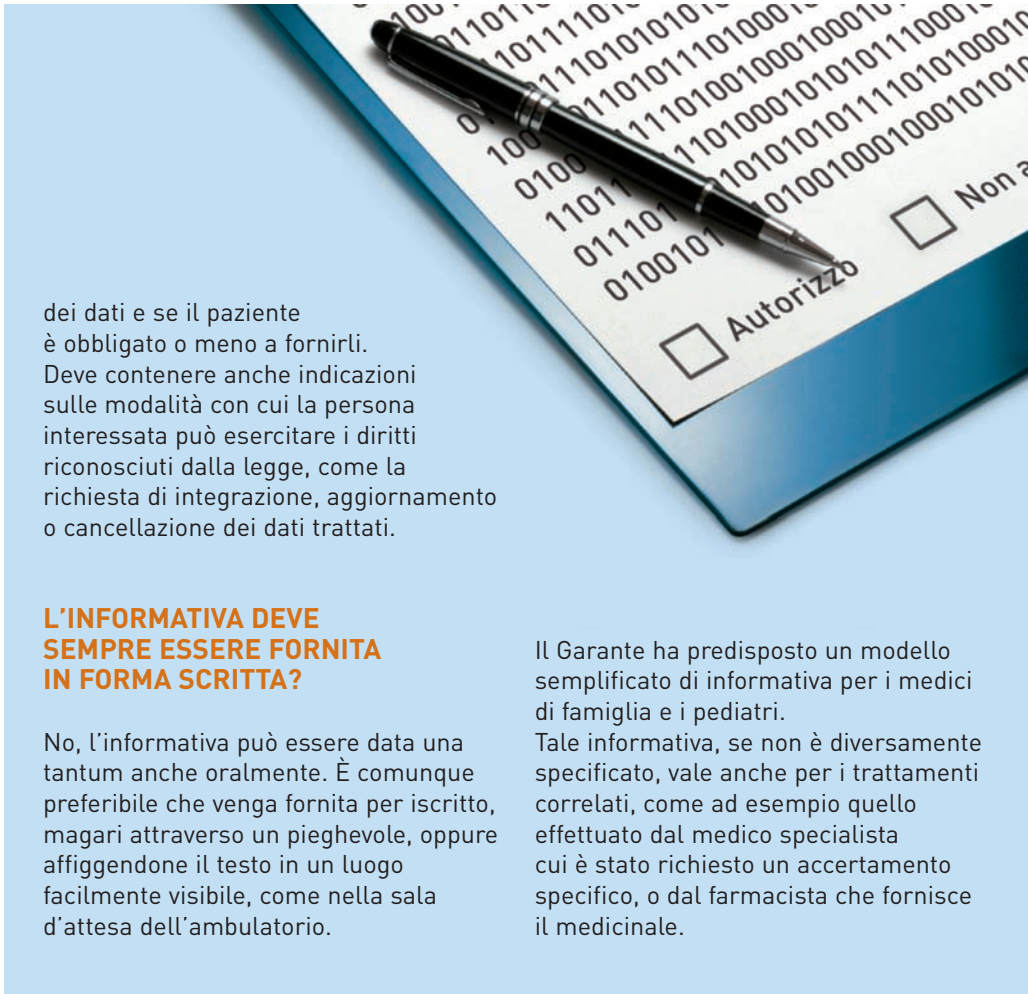 Autorizzo
Non a
dei dati e se il paziente
è obbligato o meno a fornirli.
Deve contenere anche indicazioni
sulle modalità con cui la persona
interessata può esercitare i diritti
riconosciuti dalla legge, come la
richiesta di integrazione, aggiornamento
o cancellazione dei dati trattati.
L’INFORMATIVA DEVE
SEMPRE ESSERE FORNITA
IN FORMA SCRITTA?
No, l’informativa può essere data una
tantum anche oralmente. È comunque
preferibile che venga fornita per iscritto,
magari attraverso un pieghevole, oppure
affiggendone il testo in un luogo
facilmente visibile, come nella sala
d’attesa dell’ambulatorio.
Il Garante ha predisposto un modello
semplificato di informativa per i medici
di famiglia e i pediatri.
Tale informativa, se non è diversamente
specificato, vale anche per i trattamenti
correlati, come ad esempio quello
effettuato dal medico specialista
cui è stato richiesto un accertamento
specifico, o dal farmacista che fornisce
il medicinale.